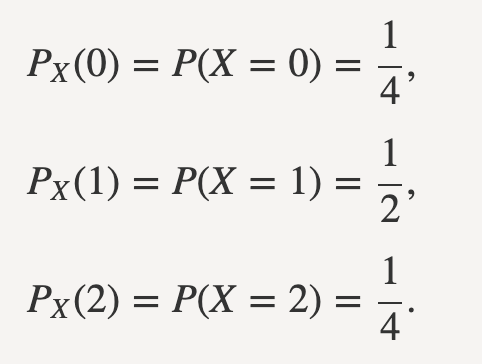 P_X(0) = P(X = 0) = 1/4,
P_X(1) = P(X = 1) = 1/2,
P_X(2) = P(X = 2) = 1/4.